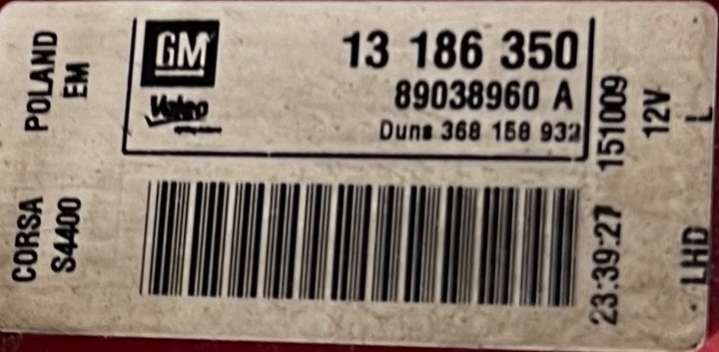 POLAND
EM
CORSA
S4400
GM
Valeo
13 186 350
89038960 A
Duns 368 158 932
151009
23:39:27
12V
L
LHD